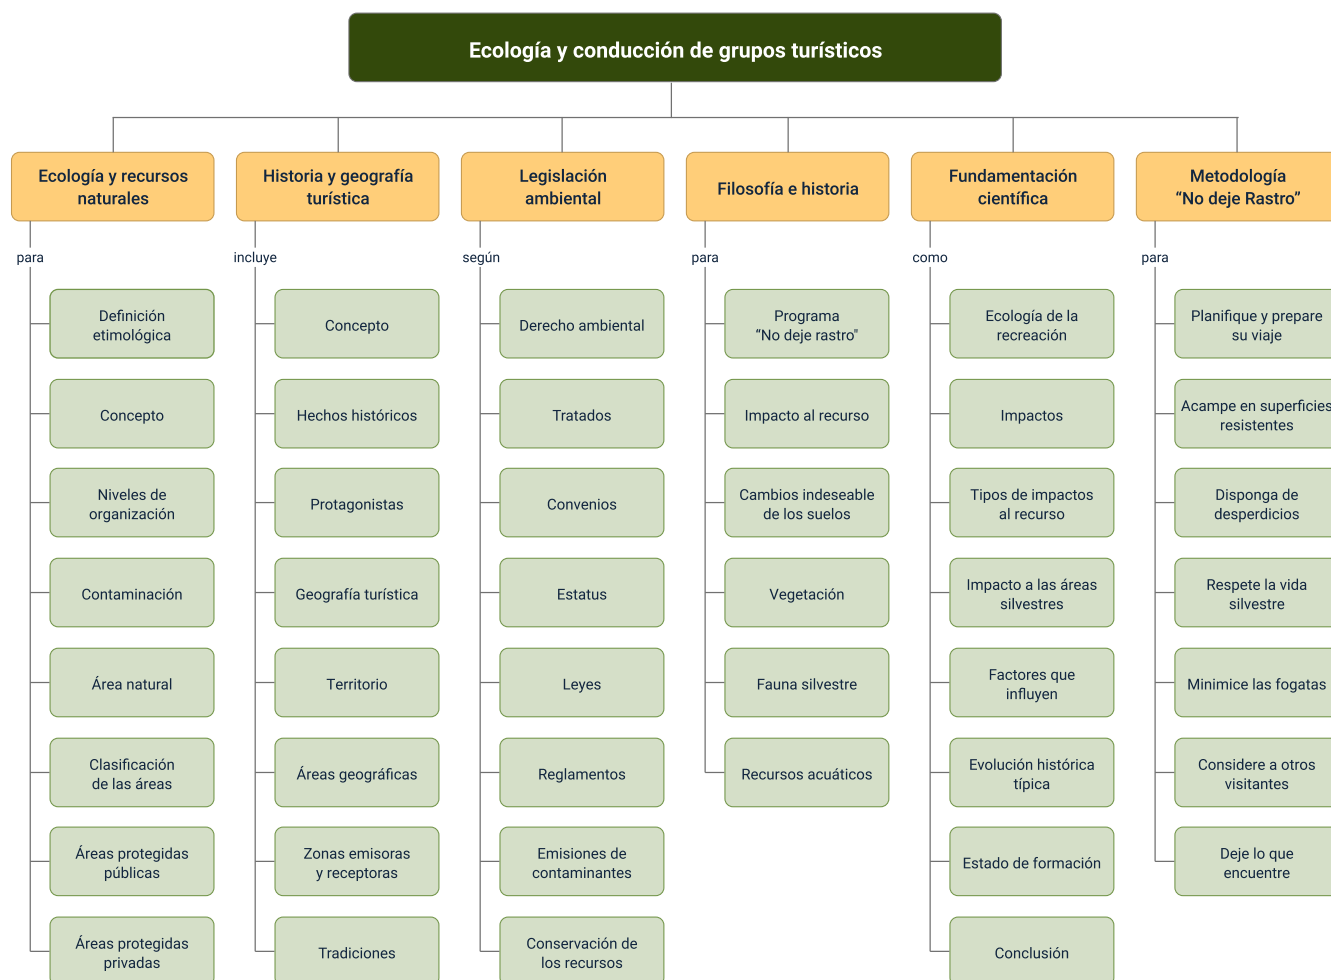 Ecología y conducción de grupos turísticos
Ecología y recursos
naturales
para
Definición
etimológica
Concepto
Niveles de
organización
Contaminación
Área natural
Clasificación
de las áreas
Áreas protegidas
públicas
Áreas protegidas
privadas
Historia y geografía
turística
incluye
Concepto
Hechos históricos
Protagonistas
Geografía turística
Territorio
Áreas geográficas
Zonas emisoras
y receptoras
Tradiciones
Legislación
ambiental
según
Derecho ambiental
Tratados
Convenios
Estatus
Leyes
Reglamentos
Emisiones de
contaminantes
Conservación de
los recursos
Filosofía e historia
para
Programa
“No deje rastro"
Impacto al recurso
Cambios indeseable
de los suelos
Vegetación
Fauna silvestre
Recursos acuáticos
Fundamentación
científica
como
Ecología de la
recreación
Impactos
Tipos de impactos
al recurso
Impacto a las áreas
silvestres
Factores que
influyen
Evolución histórica
típica
Estado de formación
Conclusión
Metodología
“No deje Rastro”
para
Planifique y prepare
su viaje
Acampe en superficies
resistentes
Disponga de
desperdicios
Respete la vida
silvestre
Minimice las fogatas
Considere a otros
visitantes
Deje lo que
encuentre